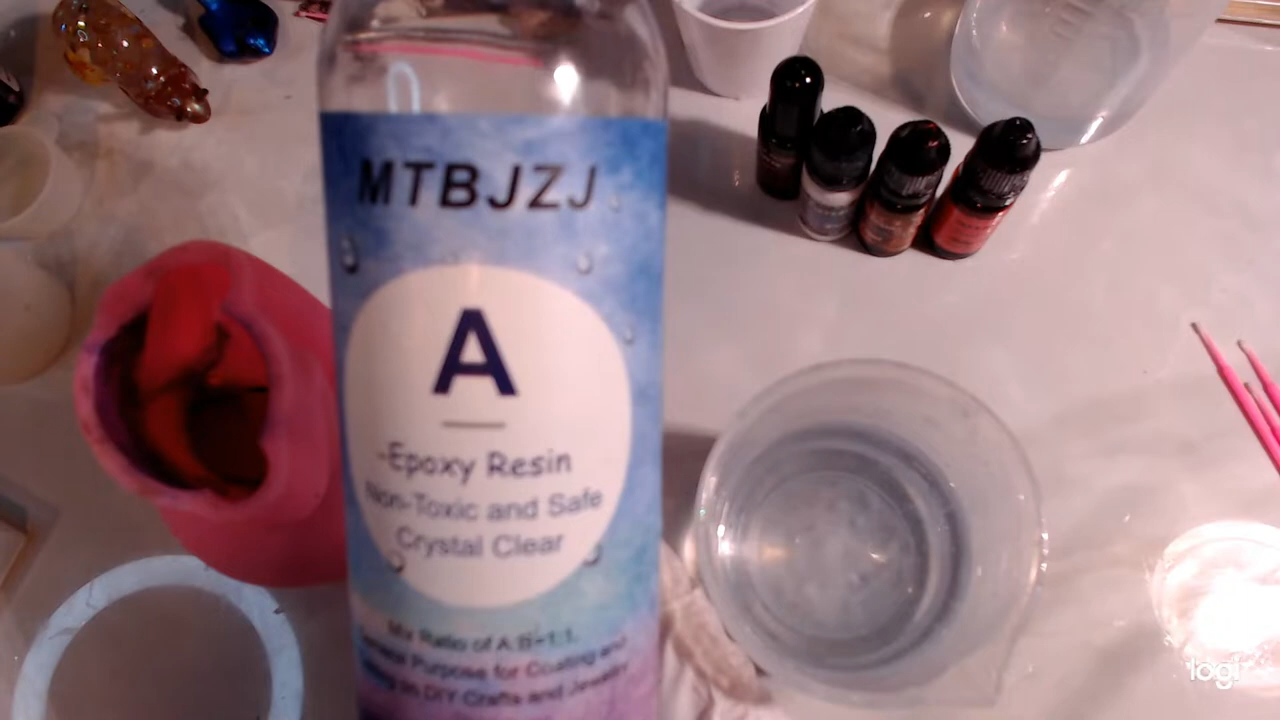 MTBJZJ
A
-Epoxy Resin
Non-Toxic and Safe
Crystal Clear
Mix Ratio of A:B=1:1.
Purpose for Coating and
on DIY Crafts and Jewelry
logi